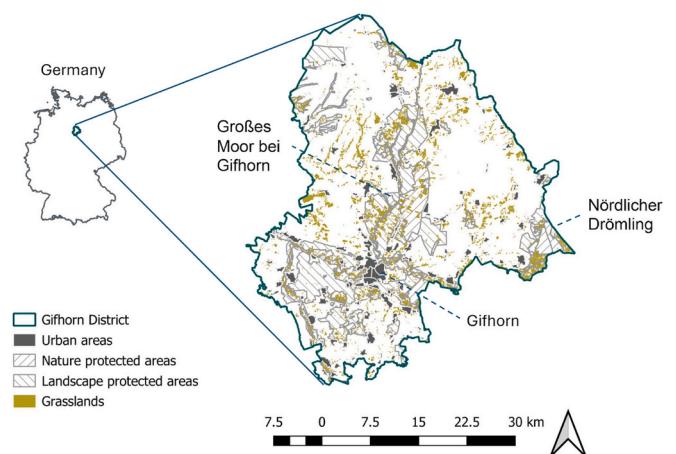 Germany
Großes
Moor bei
Gifhorn
Nördlicher
Drömling
Gifhorn
Gifhorn District
Urban areas
Nature protected areas
Landscape protected areas
Grasslands
7.5 0 7.5 15 22.5 30 km